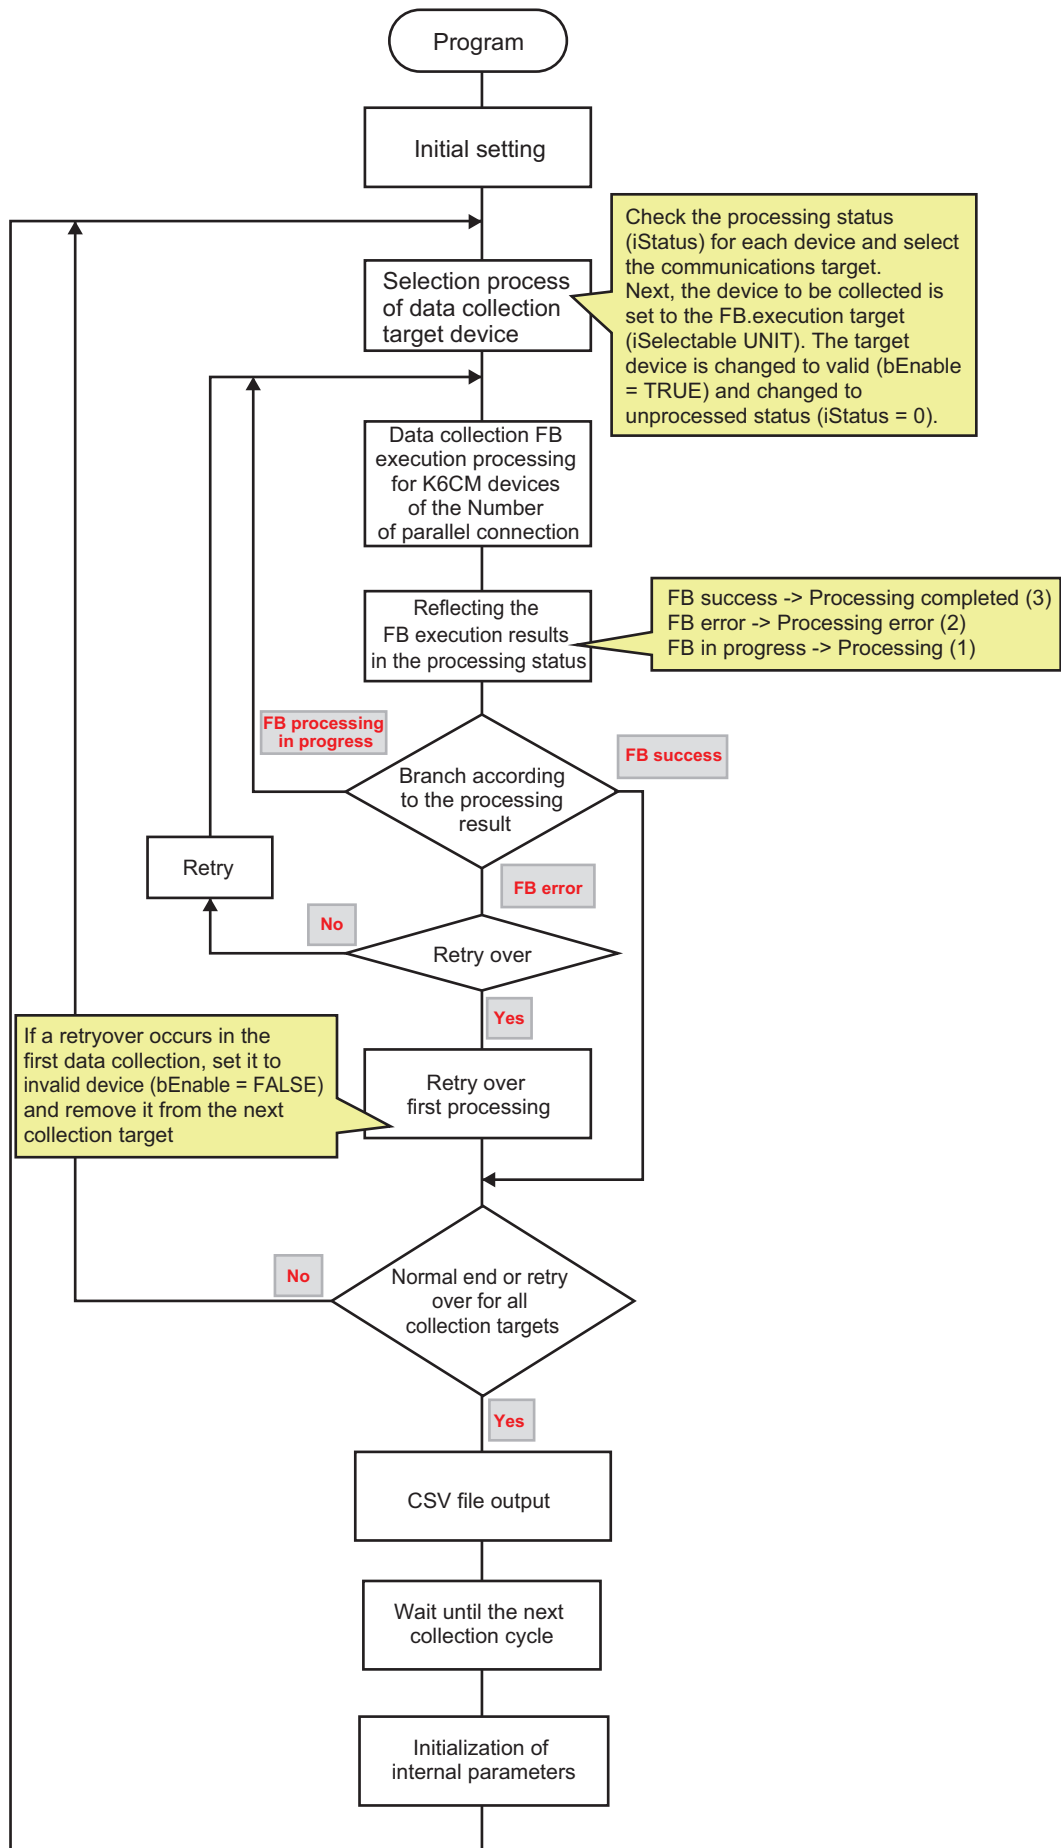 Program
Initial setting
Check the processing status
(iStatus) for each device and select
the communications target.
Next, the device to be collected is
set to the FB.execution target
(iSelectable UNIT). The target
device is changed to valid (bEnable
= TRUE) and changed to
unprocessed status (iStatus = 0).
Selection process
of data collection
target device
Data collection FB
execution processing
for K6CM devices
of the Number
of parallel connection
Reflecting the
FB execution results
in the processing status
FB success -> Processing completed (3)
FB error -> Processing error (2)
FB in progress -> Processing (1)
FB processing
in progress
FB success
Branch according
to the processing
result
Retry
FB error
No
Retry over
Yes
If a retryover occurs in the
first data collection, set it to
invalid device (bEnable = FALSE)
and remove it from the next
collection target
Retry over
first processing
No
Normal end or retry
over for all
collection targets
Yes
CSV file output
Wait until the next
collection cycle
Initialization of
internal parameters